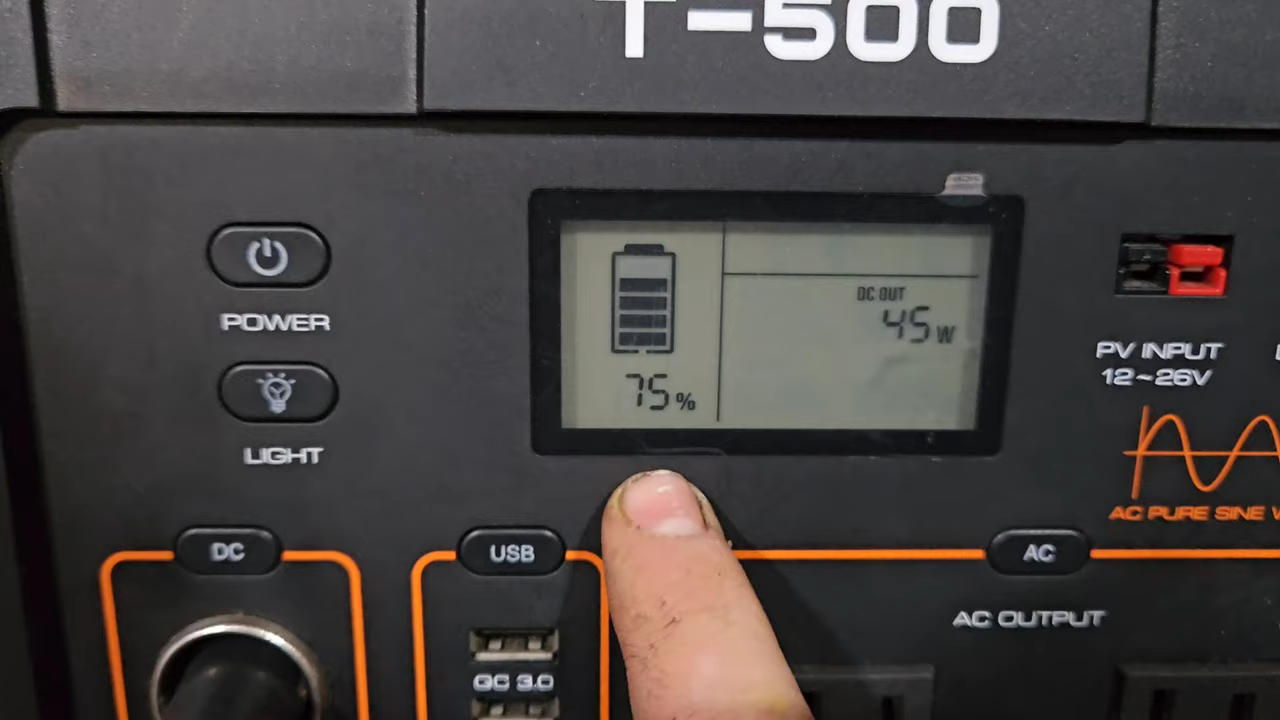 T-500
POWER
LIGHT
75%
DC OUT
45W
PV INPUT
12~26V
AC PURE SINE W
DC
USB
AC
QC 3.0
AC OUTPUT